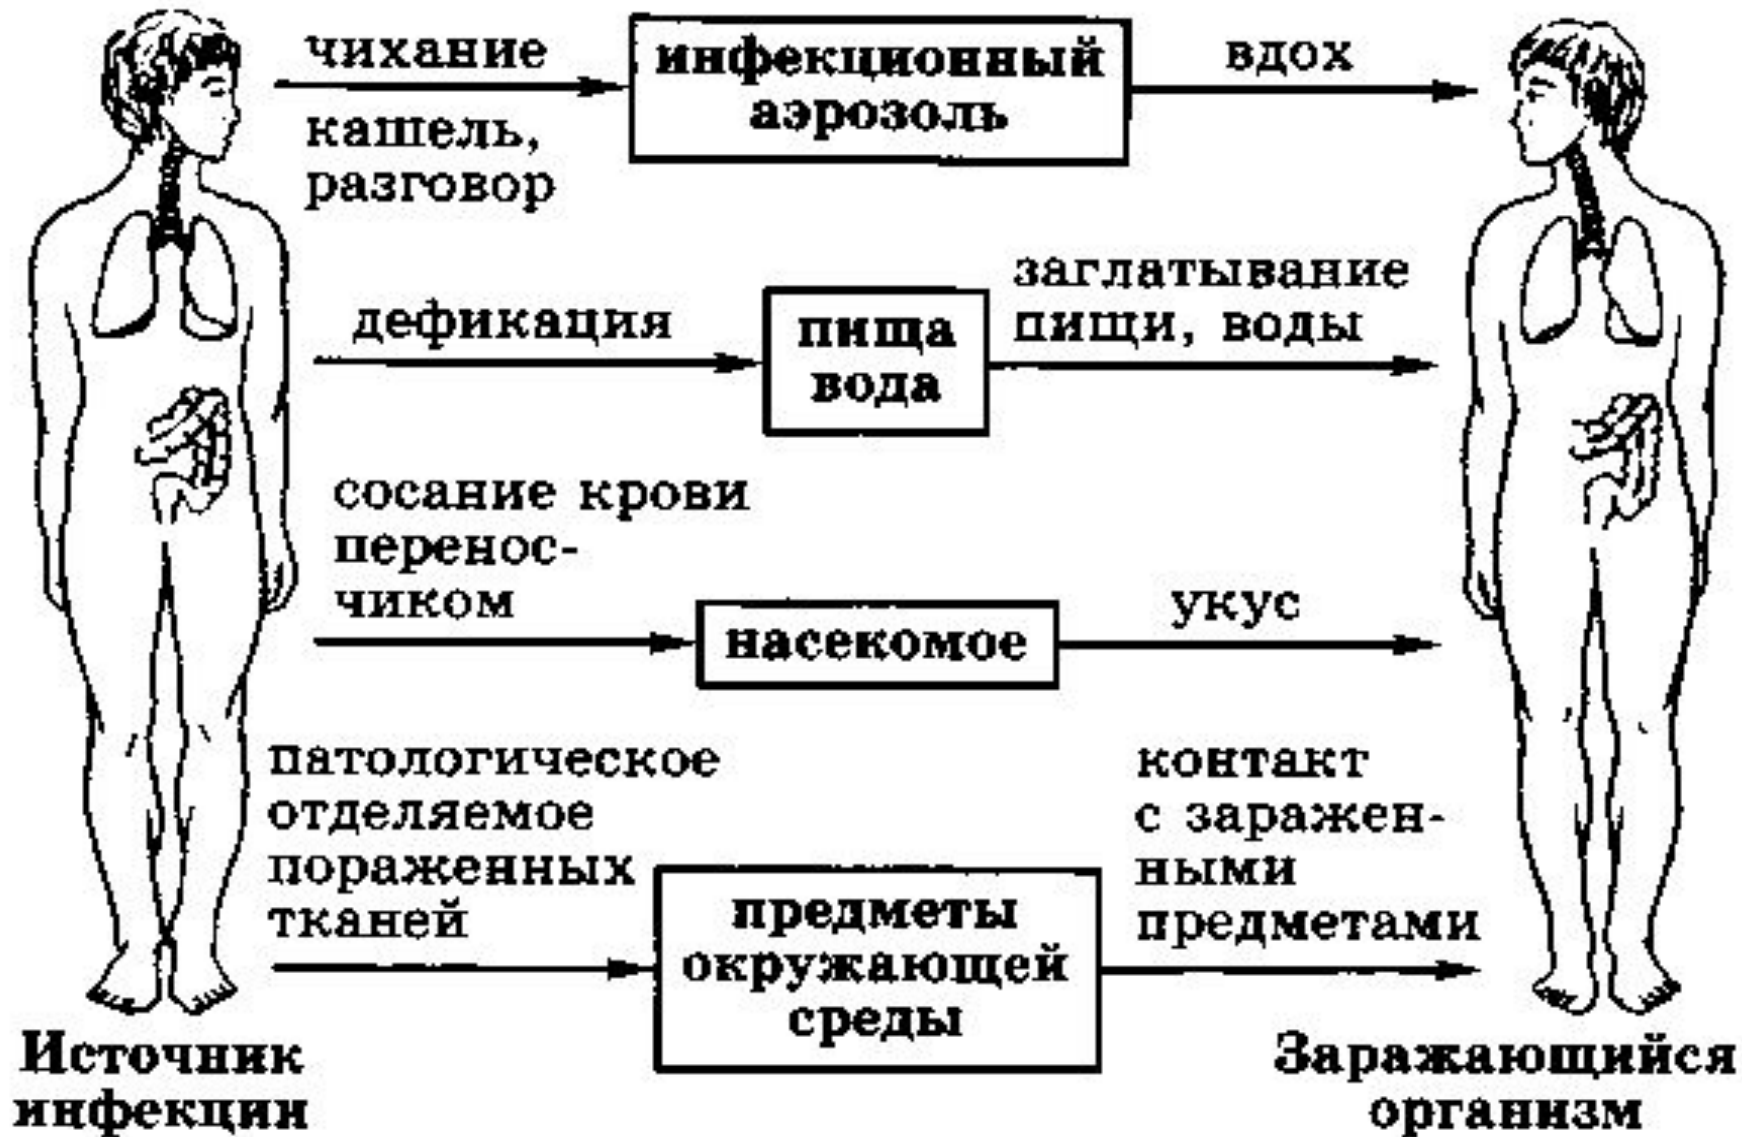 чихание
кашель,
разговор
инфекционный
аэрозоль
вдох
дефикация
пища
вода
заглатывание
пищи, воды
сосание крови
перенос-
чиком
насекомое
укус
патологическое
отделяемое
пораженных
тканей
предметы
окружающей
среды
контакт
с заражен-
ными
предметами
Источник
инфекции
Заражающийся
организм